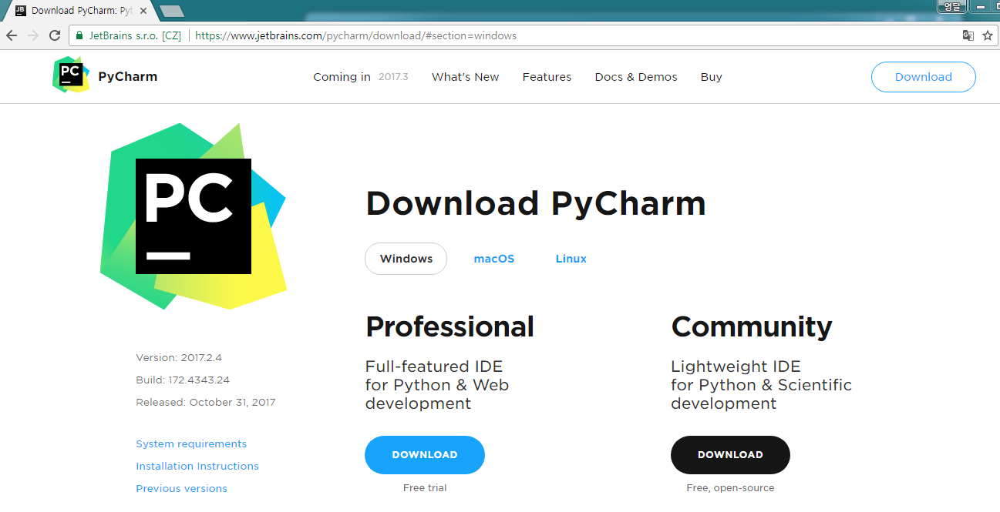 JB
Download PyCharm: Pyt
영달
JetBrains s.r.o. [CZ]
https://www.jetbrains.com/pycharm/download/#section=windows
PC
PyCharm
Coming in 2017.3
What's New
Features
Docs & Demos
Buy
Download
PC
Download PyCharm
Windows
macOS
Linux
Professional
Full-featured IDE
for Python & Web
development
DOWNLOAD
Free trial
Community
Lightweight IDE
for Python & Scientific
development
DOWNLOAD
Free, open-source
Version: 2017.2.4
Build: 172.4343.24
Released: October 31, 2017
System requirements
Installation Instructions
Previous versions